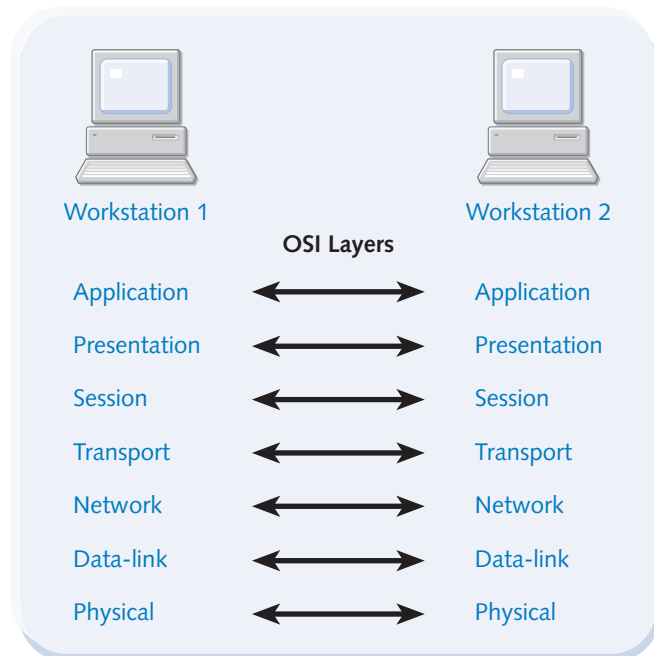 Workstation 1 Workstation 2
OSI Layers
Application Application
Presentation Presentation
Session Session
Transport Transport
Network Network
Data-link Data-link
Physical Physical